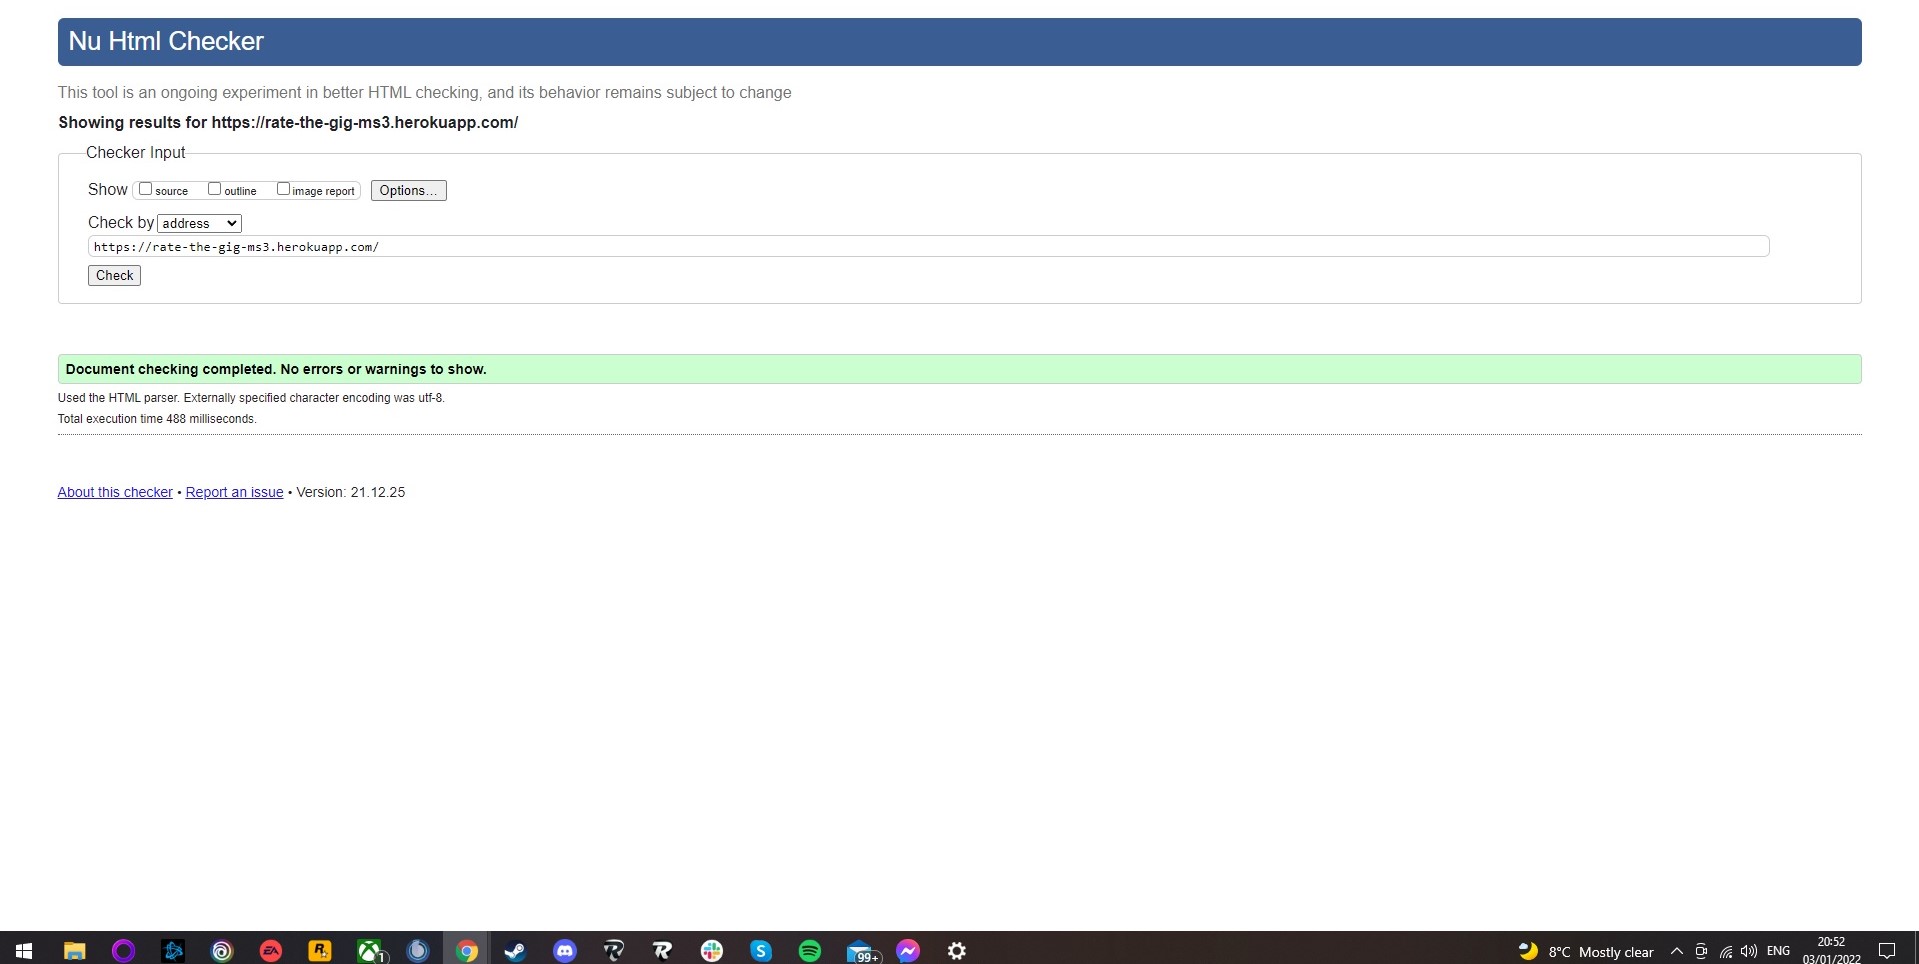 Nu Html Checker
This tool is an ongoing experiment in better HTML checking, and its behavior remains subject to change
Showing results for https://rate-the-gig-ms3.herokuapp.com/
Checker Input
Show source outline image report Options...
Check by address
https://rate-the-gig-ms3.herokuapp.com/
Check
Document checking completed. No errors or warnings to show.
Used the HTML parser. Externally specified character encoding was utf-8.
Total execution time 488 milliseconds.
About this checker • Report an issue • Version: 21.12.25
EA R 1 S 99+ 8°C Mostly clear ENG 20:52
03/01/2022